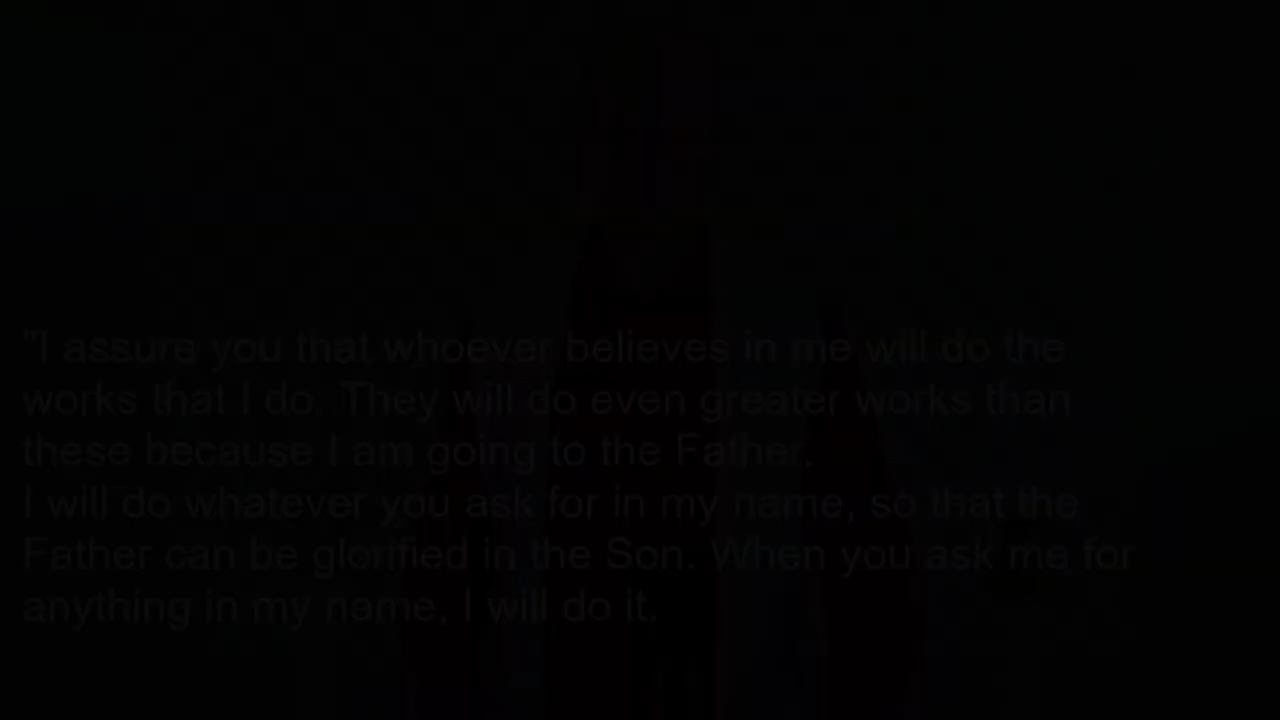 "I assure you that whoever believes in me will do the
works that I do. They will do even greater works than
these because I am going to the Father.
I will do whatever you ask for in my name, so that the
Father can be glorified in the Son. When you ask me for
anything in my name, I will do it.